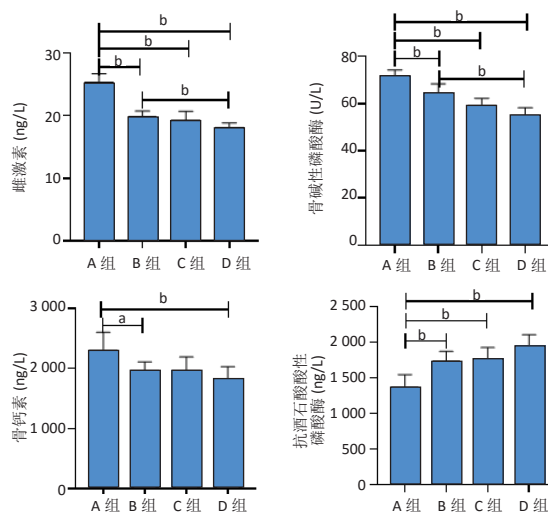 b
b
b
b
30
20
10
0
雌激素 (ng/L)
A 组
B 组
C 组
D 组
b
b
b
b
80
60
40
20
0
骨碱性磷酸酶 (U/L)
A 组
B 组
C 组
D 组
b
a
3 000
2 000
1 000
0
骨钙素 (ng/L)
A 组
B 组
C 组
D 组
b
b
b
2 500
2 000
1 500
1 000
500
0
抗酒石酸酸性
磷酸酶 (ng/L)
A 组
B 组
C 组
D 组